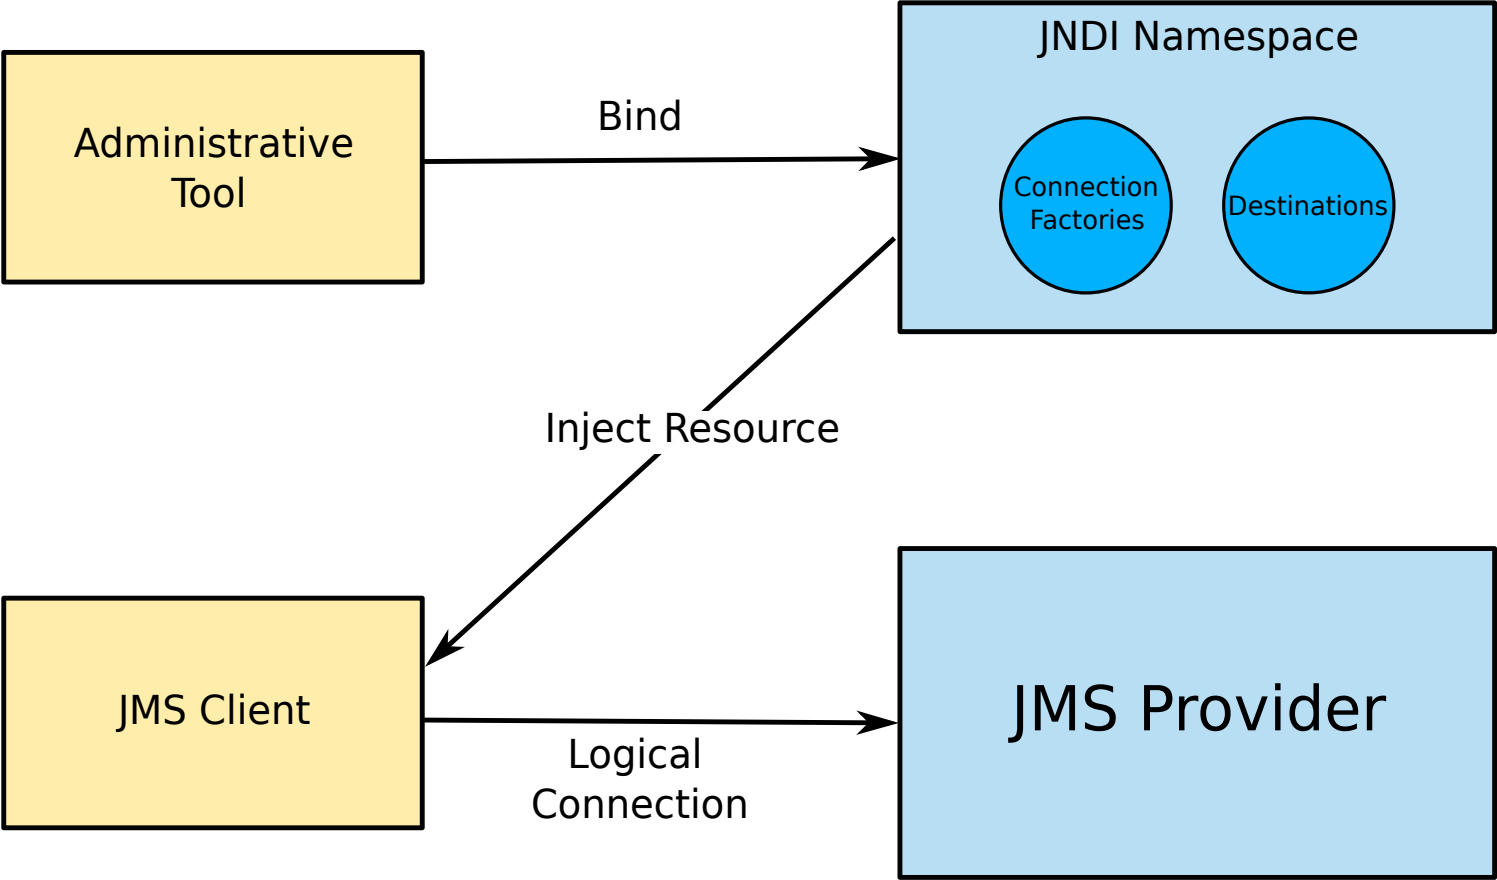 JNDI Namespace
Administrative
Tool
Bind
Connection
Factories
Destinations
Inject Resource
JMS Client
JMS Provider
Logical
Connection